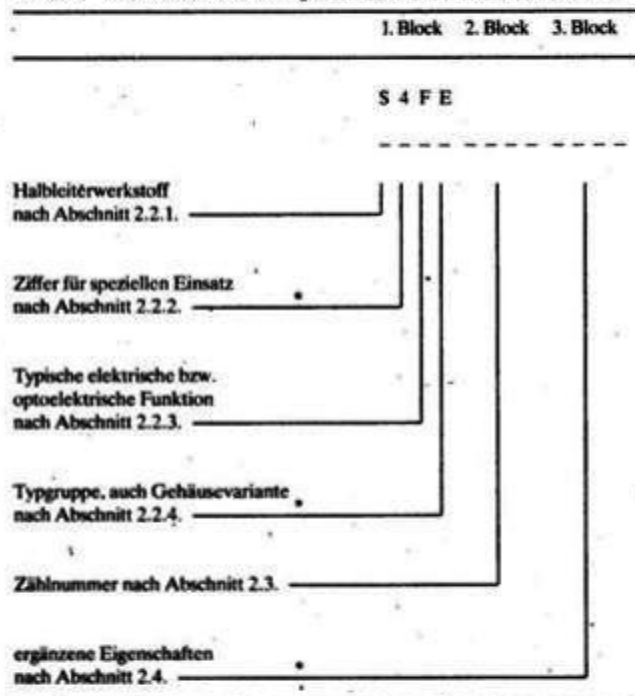 1. Block 2. Block 3. Block
S 4 F E
Halbleiterwerkstoff
nach Abschnitt 2.2.1.
Ziffer für speziellen Einsatz
nach Abschnitt 2.2.2.
Typische elektrische bzw.
optoelektrische Funktion
nach Abschnitt 2.2.3.
Typgruppe, auch Gehäusevariante
nach Abschnitt 2.2.4.
Zählnummer nach Abschnitt 2.3.
ergänzene Eigenschaften
nach Abschnitt 2.4.